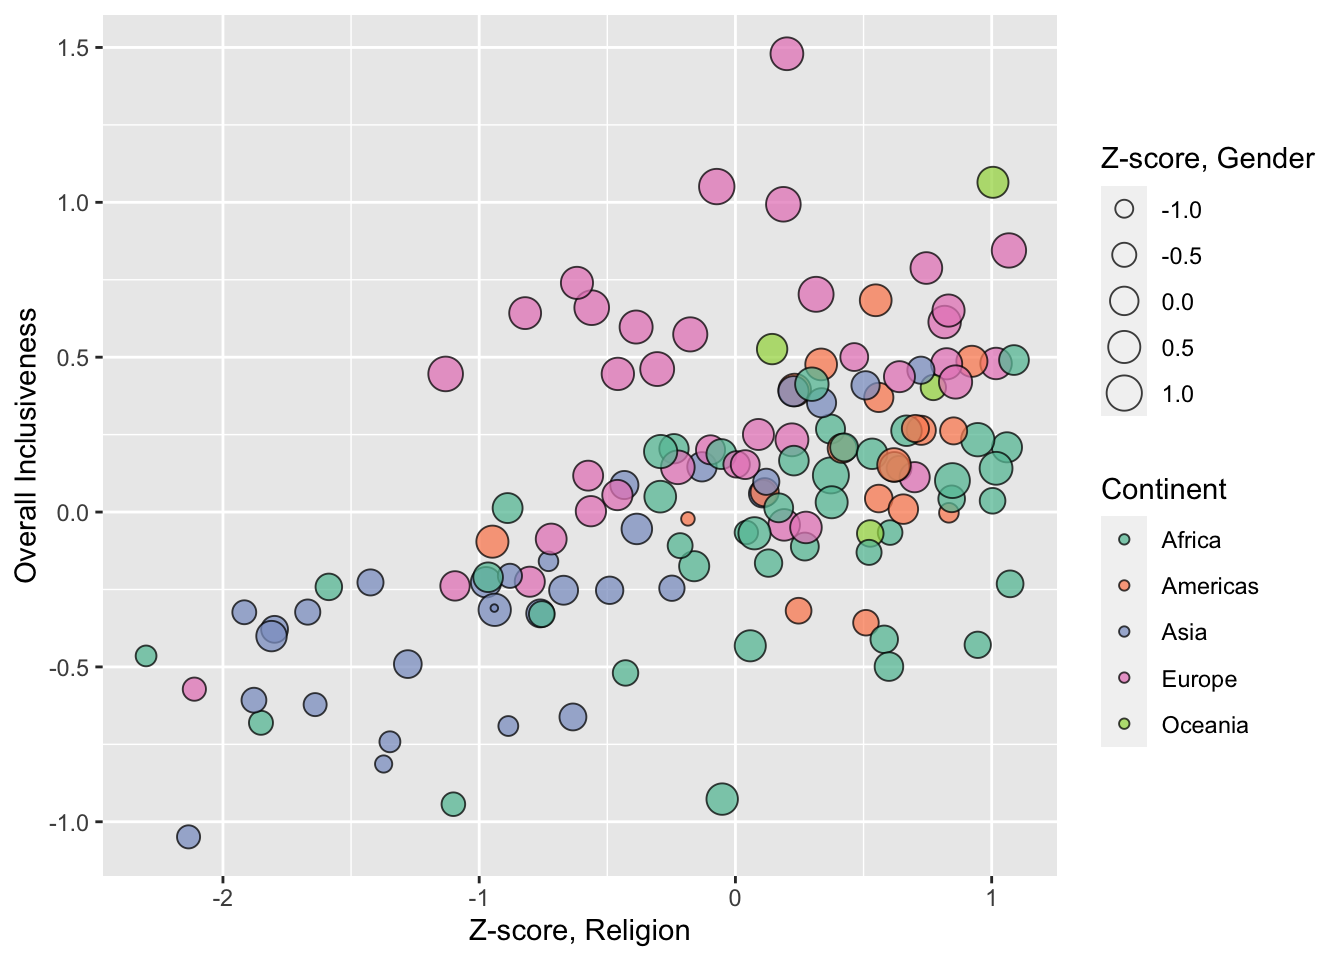 1.5
1.0
0.5
0.0
-0.5
-1.0
Overall Inclusiveness
-2
-1
0
1
Z-score, Religion
Z-score, Gender
-1.0
-0.5
0.0
0.5
1.0
Continent
Africa
Americas
Asia
Europe
Oceania